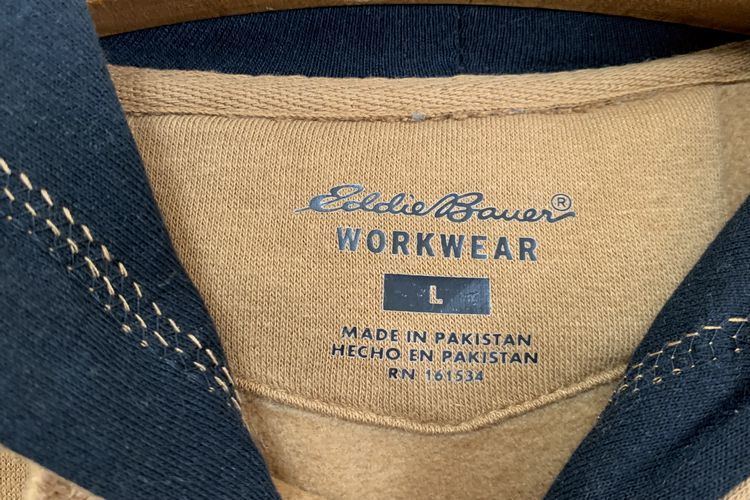 Eddie Bauer®
WORKWEAR
L
MADE IN PAKISTAN
HECHO EN PAKISTAN
RN 161534